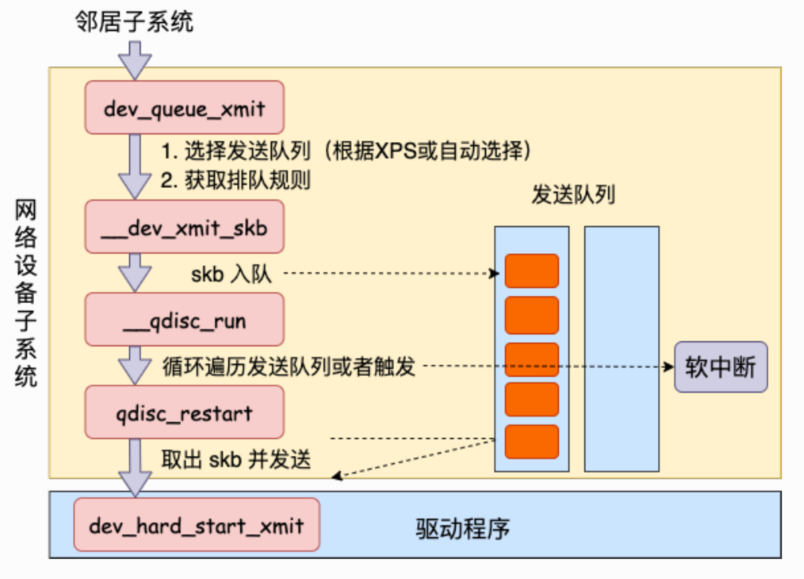 邻居子系统
dev_queue_xmit
1. 选择发送队列（根据XPS或自动选择）
2. 获取排队规则
网络设备子系统
发送队列
__dev_xmit_skb
skb 入队
__qdisc_run
循环遍历发送队列或者触发
软中断
qdisc_restart
取出 skb 并发送
dev_hard_start_xmit
驱动程序